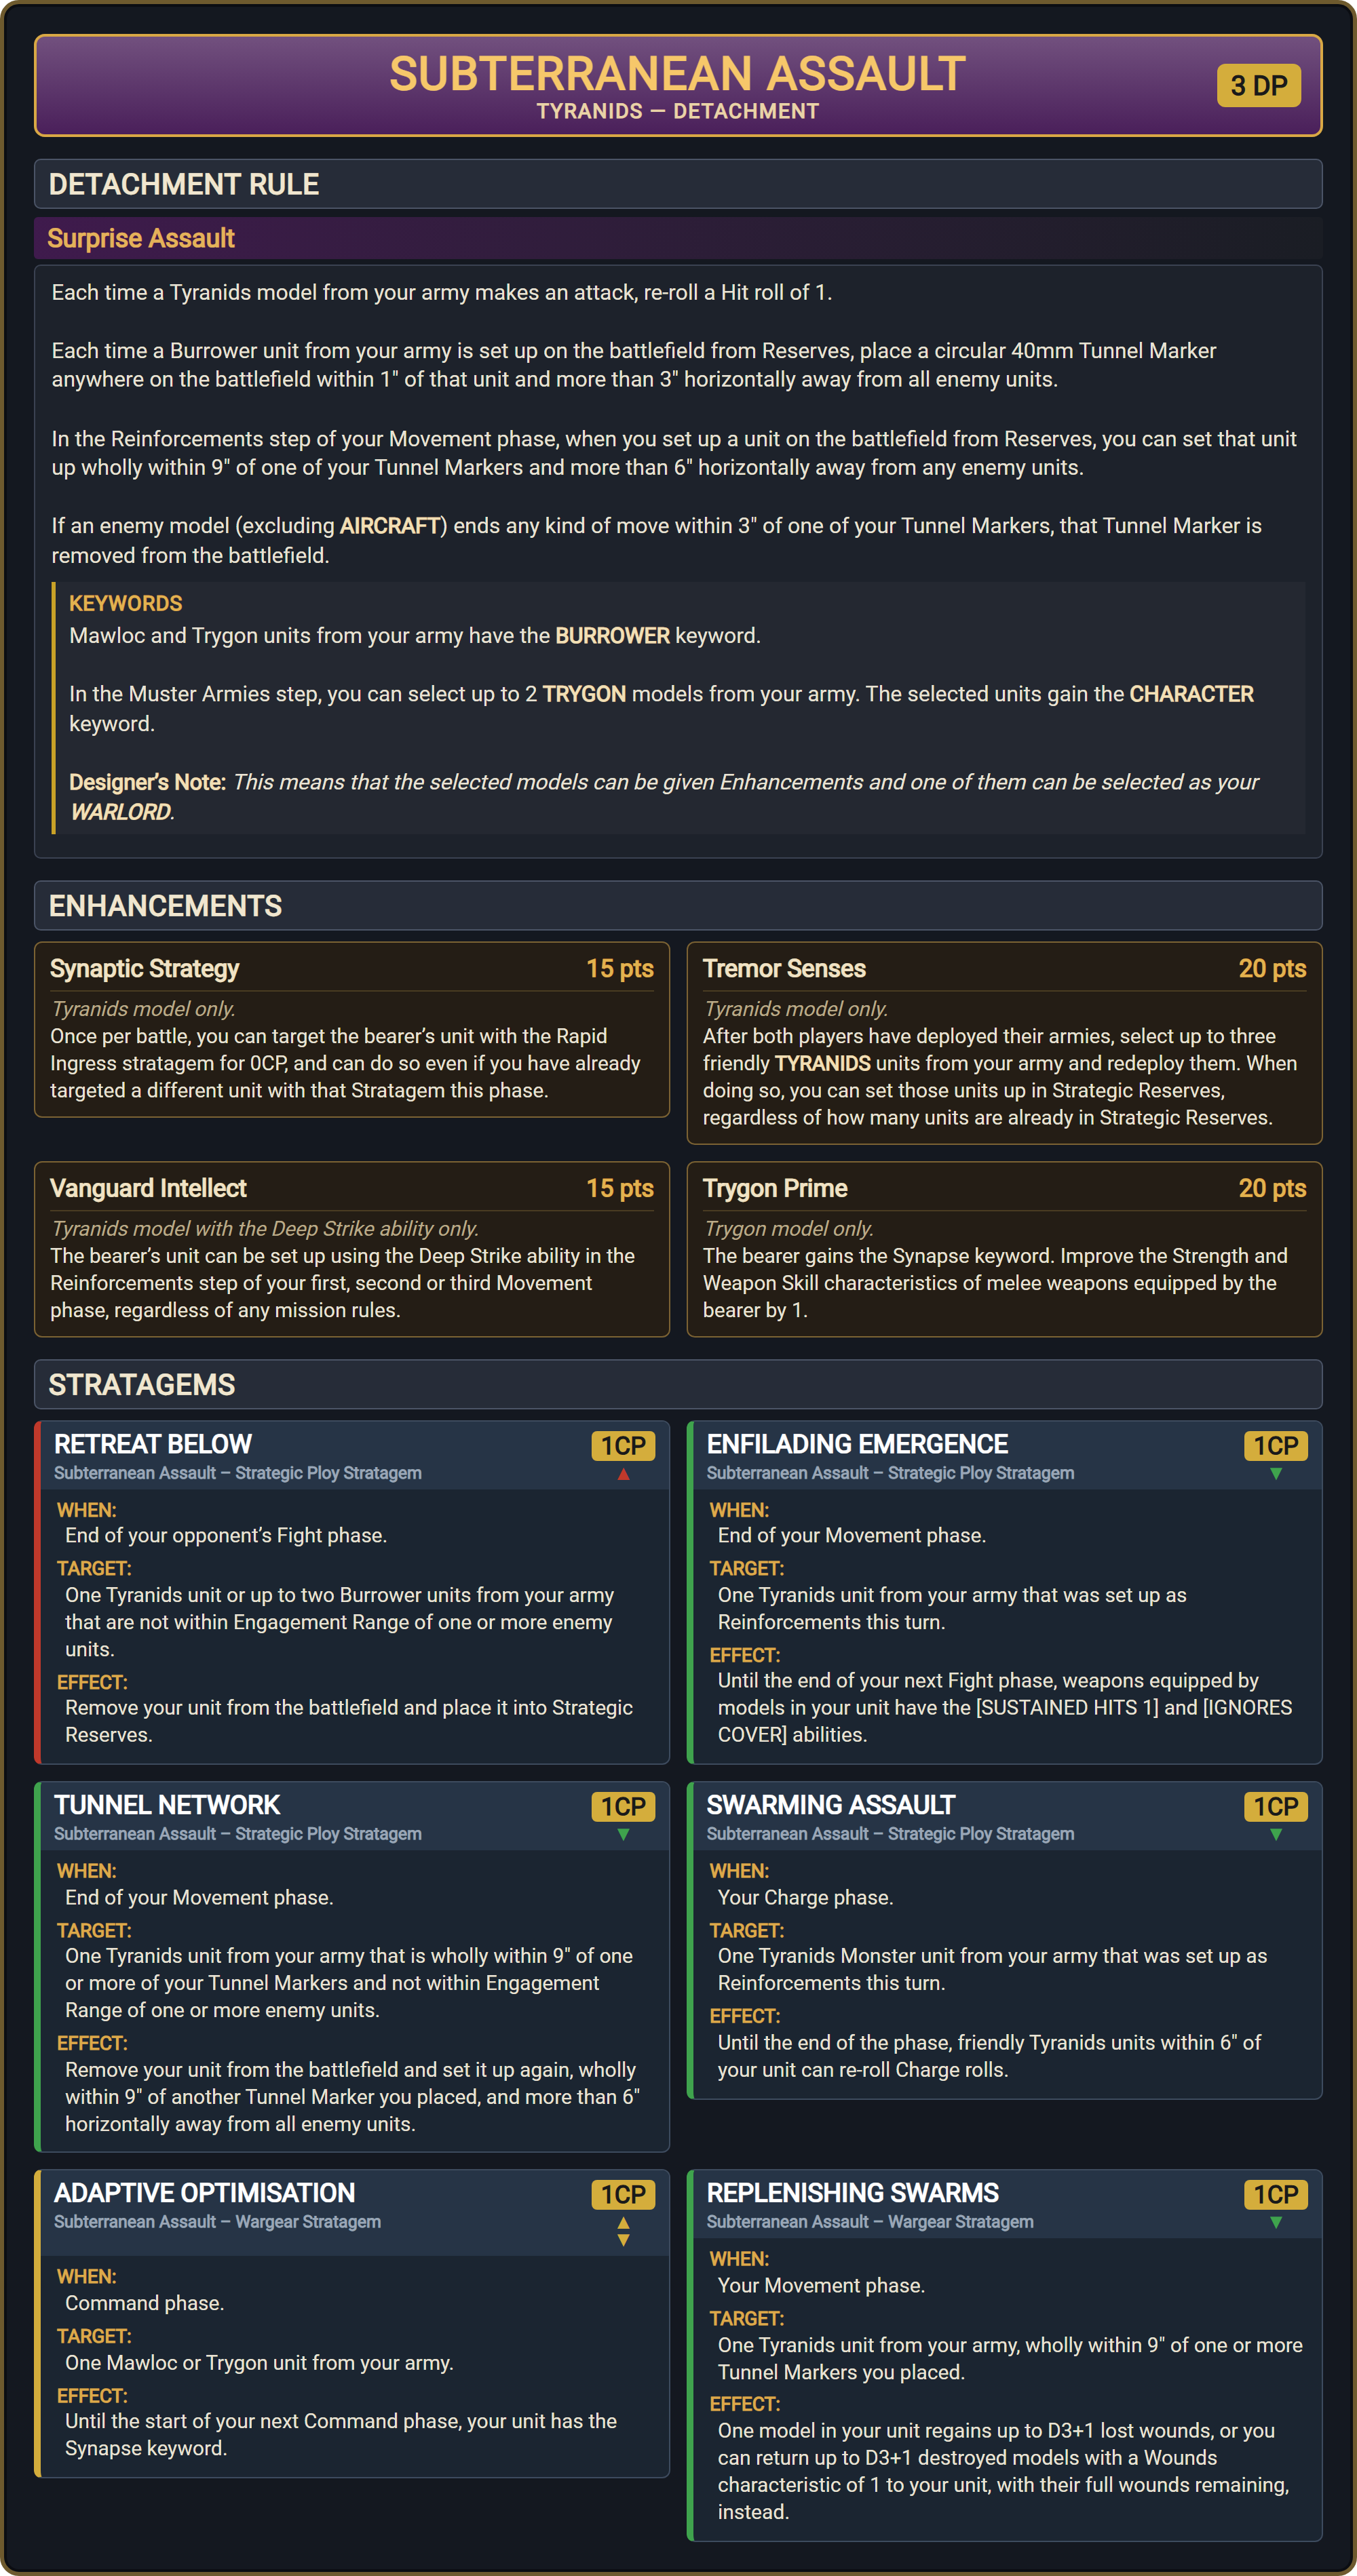 SUBTERRANEAN ASSAULT
TYRANIDS — DETACHMENT
3 DP
DETACHMENT RULE
Surprise Assault
Each time a Tyranids model from your army makes an attack, re-roll a Hit roll of 1.
Each time a Burrower unit from your army is set up on the battlefield from Reserves, place a circular 40mm Tunnel Marker
anywhere on the battlefield within 1" of that unit and more than 3" horizontally away from all enemy units.
In the Reinforcements step of your Movement phase, when you set up a unit on the battlefield from Reserves, you can set that unit
up wholly within 9" of one of your Tunnel Markers and more than 6" horizontally away from any enemy units.
If an enemy model (excluding AIRCRAFT) ends any kind of move within 3" of one of your Tunnel Markers, that Tunnel Marker is
removed from the battlefield.
KEYWORDS
Mawloc and Trygon units from your army have the BURROWER keyword.
In the Muster Armies step, you can select up to 2 TRYGON models from your army. The selected units gain the CHARACTER
keyword.
Designer’s Note: This means that the selected models can be given Enhancements and one of them can be selected as your
WARLORD.
ENHANCEMENTS
Synaptic Strategy 15 pts
Tyranids model only.
Once per battle, you can target the bearer’s unit with the Rapid
Ingress stratagem for 0CP, and can do so even if you have already
targeted a different unit with that Stratagem this phase.
Tremor Senses 20 pts
Tyranids model only.
After both players have deployed their armies, select up to three
friendly TYRANIDS units from your army and redeploy them. When
doing so, you can set those units up in Strategic Reserves,
regardless of how many units are already in Strategic Reserves.
Vanguard Intellect 15 pts
Tyranids model with the Deep Strike ability only.
The bearer’s unit can be set up using the Deep Strike ability in the
Reinforcements step of your first, second or third Movement
phase, regardless of any mission rules.
Trygon Prime 20 pts
Trygon model only.
The bearer gains the Synapse keyword. Improve the Strength and
Weapon Skill characteristics of melee weapons equipped by the
bearer by 1.
STRATAGEMS
RETREAT BELOW 1CP
Subterranean Assault – Strategic Ploy Stratagem ▲
WHEN:
End of your opponent’s Fight phase.
TARGET:
One Tyranids unit or up to two Burrower units from your army
that are not within Engagement Range of one or more enemy
units.
EFFECT:
Remove your unit from the battlefield and place it into Strategic
Reserves.
ENFILADING EMERGENCE 1CP
Subterranean Assault – Strategic Ploy Stratagem ▼
WHEN:
End of your Movement phase.
TARGET:
One Tyranids unit from your army that was set up as
Reinforcements this turn.
EFFECT:
Until the end of your next Fight phase, weapons equipped by
models in your unit have the [SUSTAINED HITS 1] and [IGNORES
COVER] abilities.
TUNNEL NETWORK 1CP
Subterranean Assault – Strategic Ploy Stratagem ▼
WHEN:
End of your Movement phase.
TARGET:
One Tyranids unit from your army that is wholly within 9" of one
or more of your Tunnel Markers and not within Engagement
Range of one or more enemy units.
EFFECT:
Remove your unit from the battlefield and set it up again, wholly
within 9" of another Tunnel Marker you placed, and more than 6"
horizontally away from all enemy units.
SWARMING ASSAULT 1CP
Subterranean Assault – Strategic Ploy Stratagem ▼
WHEN:
Your Charge phase.
TARGET:
One Tyranids Monster unit from your army that was set up as
Reinforcements this turn.
EFFECT:
Until the end of the phase, friendly Tyranids units within 6" of
your unit can re-roll Charge rolls.
ADAPTIVE OPTIMISATION 1CP
Subterranean Assault – Wargear Stratagem ▲
▼
WHEN:
Command phase.
TARGET:
One Mawloc or Trygon unit from your army.
EFFECT:
Until the start of your next Command phase, your unit has the
Synapse keyword.
REPLENISHING SWARMS 1CP
Subterranean Assault – Wargear Stratagem ▼
WHEN:
Your Movement phase.
TARGET:
One Tyranids unit from your army, wholly within 9" of one or more
Tunnel Markers you placed.
EFFECT:
One model in your unit regains up to D3+1 lost wounds, or you
can return up to D3+1 destroyed models with a Wounds
characteristic of 1 to your unit, with their full wounds remaining,
instead.